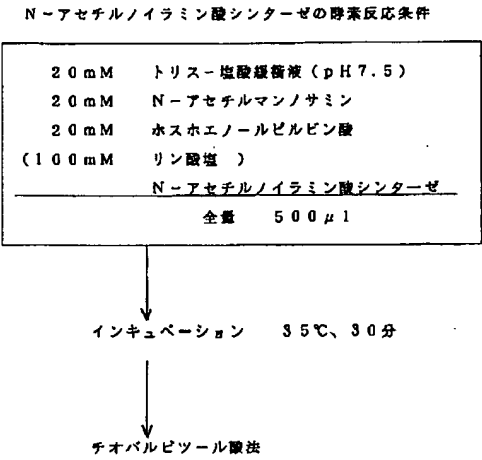 N－アセチルノイラミン酸シンターゼの酵素反応条件
20mM　トリス－塩酸緩衝液（pH7.5）
20mM　N－アセチルマンノサミン
20mM　ホスホエノールピルビン酸
（100mM　リン酸塩　）
N－アセチルノイラミン酸シンターゼ
全量　500μl
インキュベーション　35℃、30分
チオバルビツール酸法